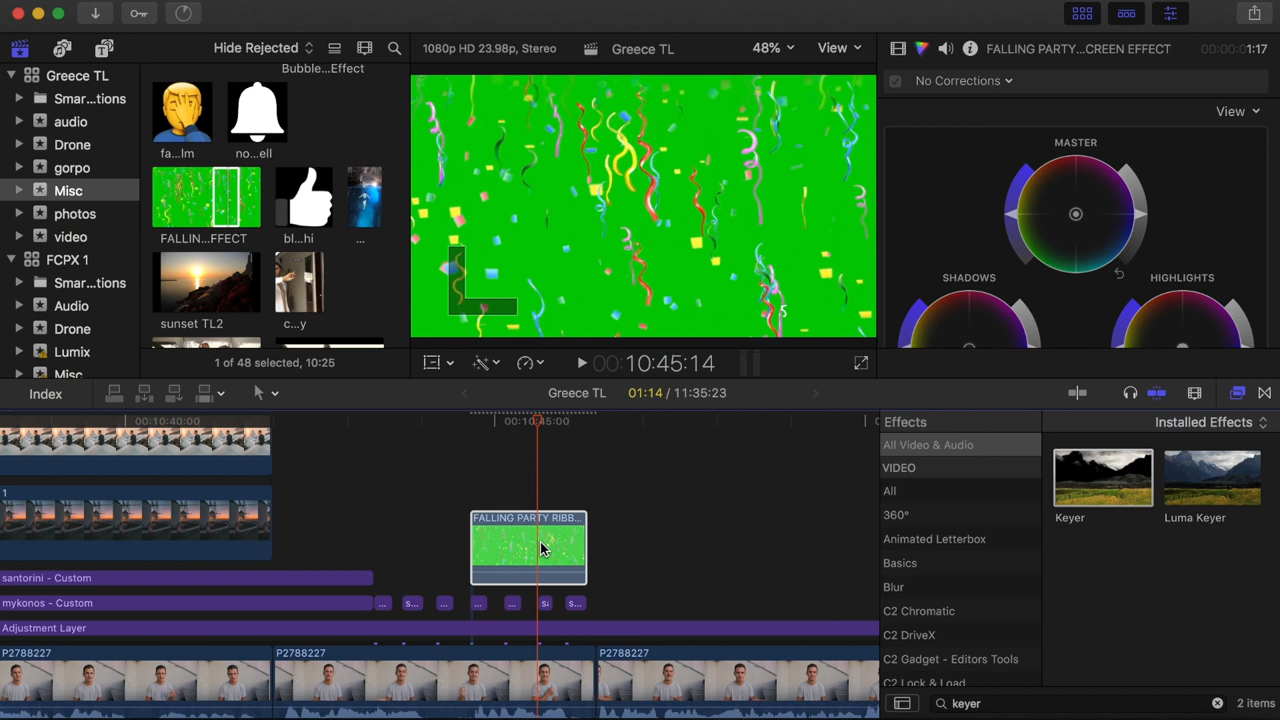 Hide Rejected
1080p HD 23.98p, Stereo
Greece TL
48%
View
FALLING PARTY...CREEN EFFECT
00:00:01:17
Greece TL
Smar...tions
audio
Drone
gorpo
Misc
photos
video
FCPX 1
Smar...tions
Audio
Drone
Lumix
Misc
Bubble...Effect
fa...lm
no...ell
FALLIN...FFECT
bl...hi
...
sunset TL2
c...y
1 of 48 selected, 10:25
No Corrections
View
MASTER
SHADOWS
HIGHLIGHTS
00:00:10:45:14
Index
Greece TL
01:14 / 11:35:23
00:10:40:00
00:10:45:00
Effects
Installed Effects
All Video & Audio
VIDEO
All
360°
Animated Letterbox
Basics
Blur
C2 Chromatic
C2 DriveX
C2 Gadget - Editors Tools
C2 Lock & Load
Keyer
Luma Keyer
1
FALLING PARTY RIBB...
santorini - Custom
mykonos - Custom
...
s...
...
...
...
s...
Adjustment Layer
P2788227
P2788227
P2788227
keyer
2 items